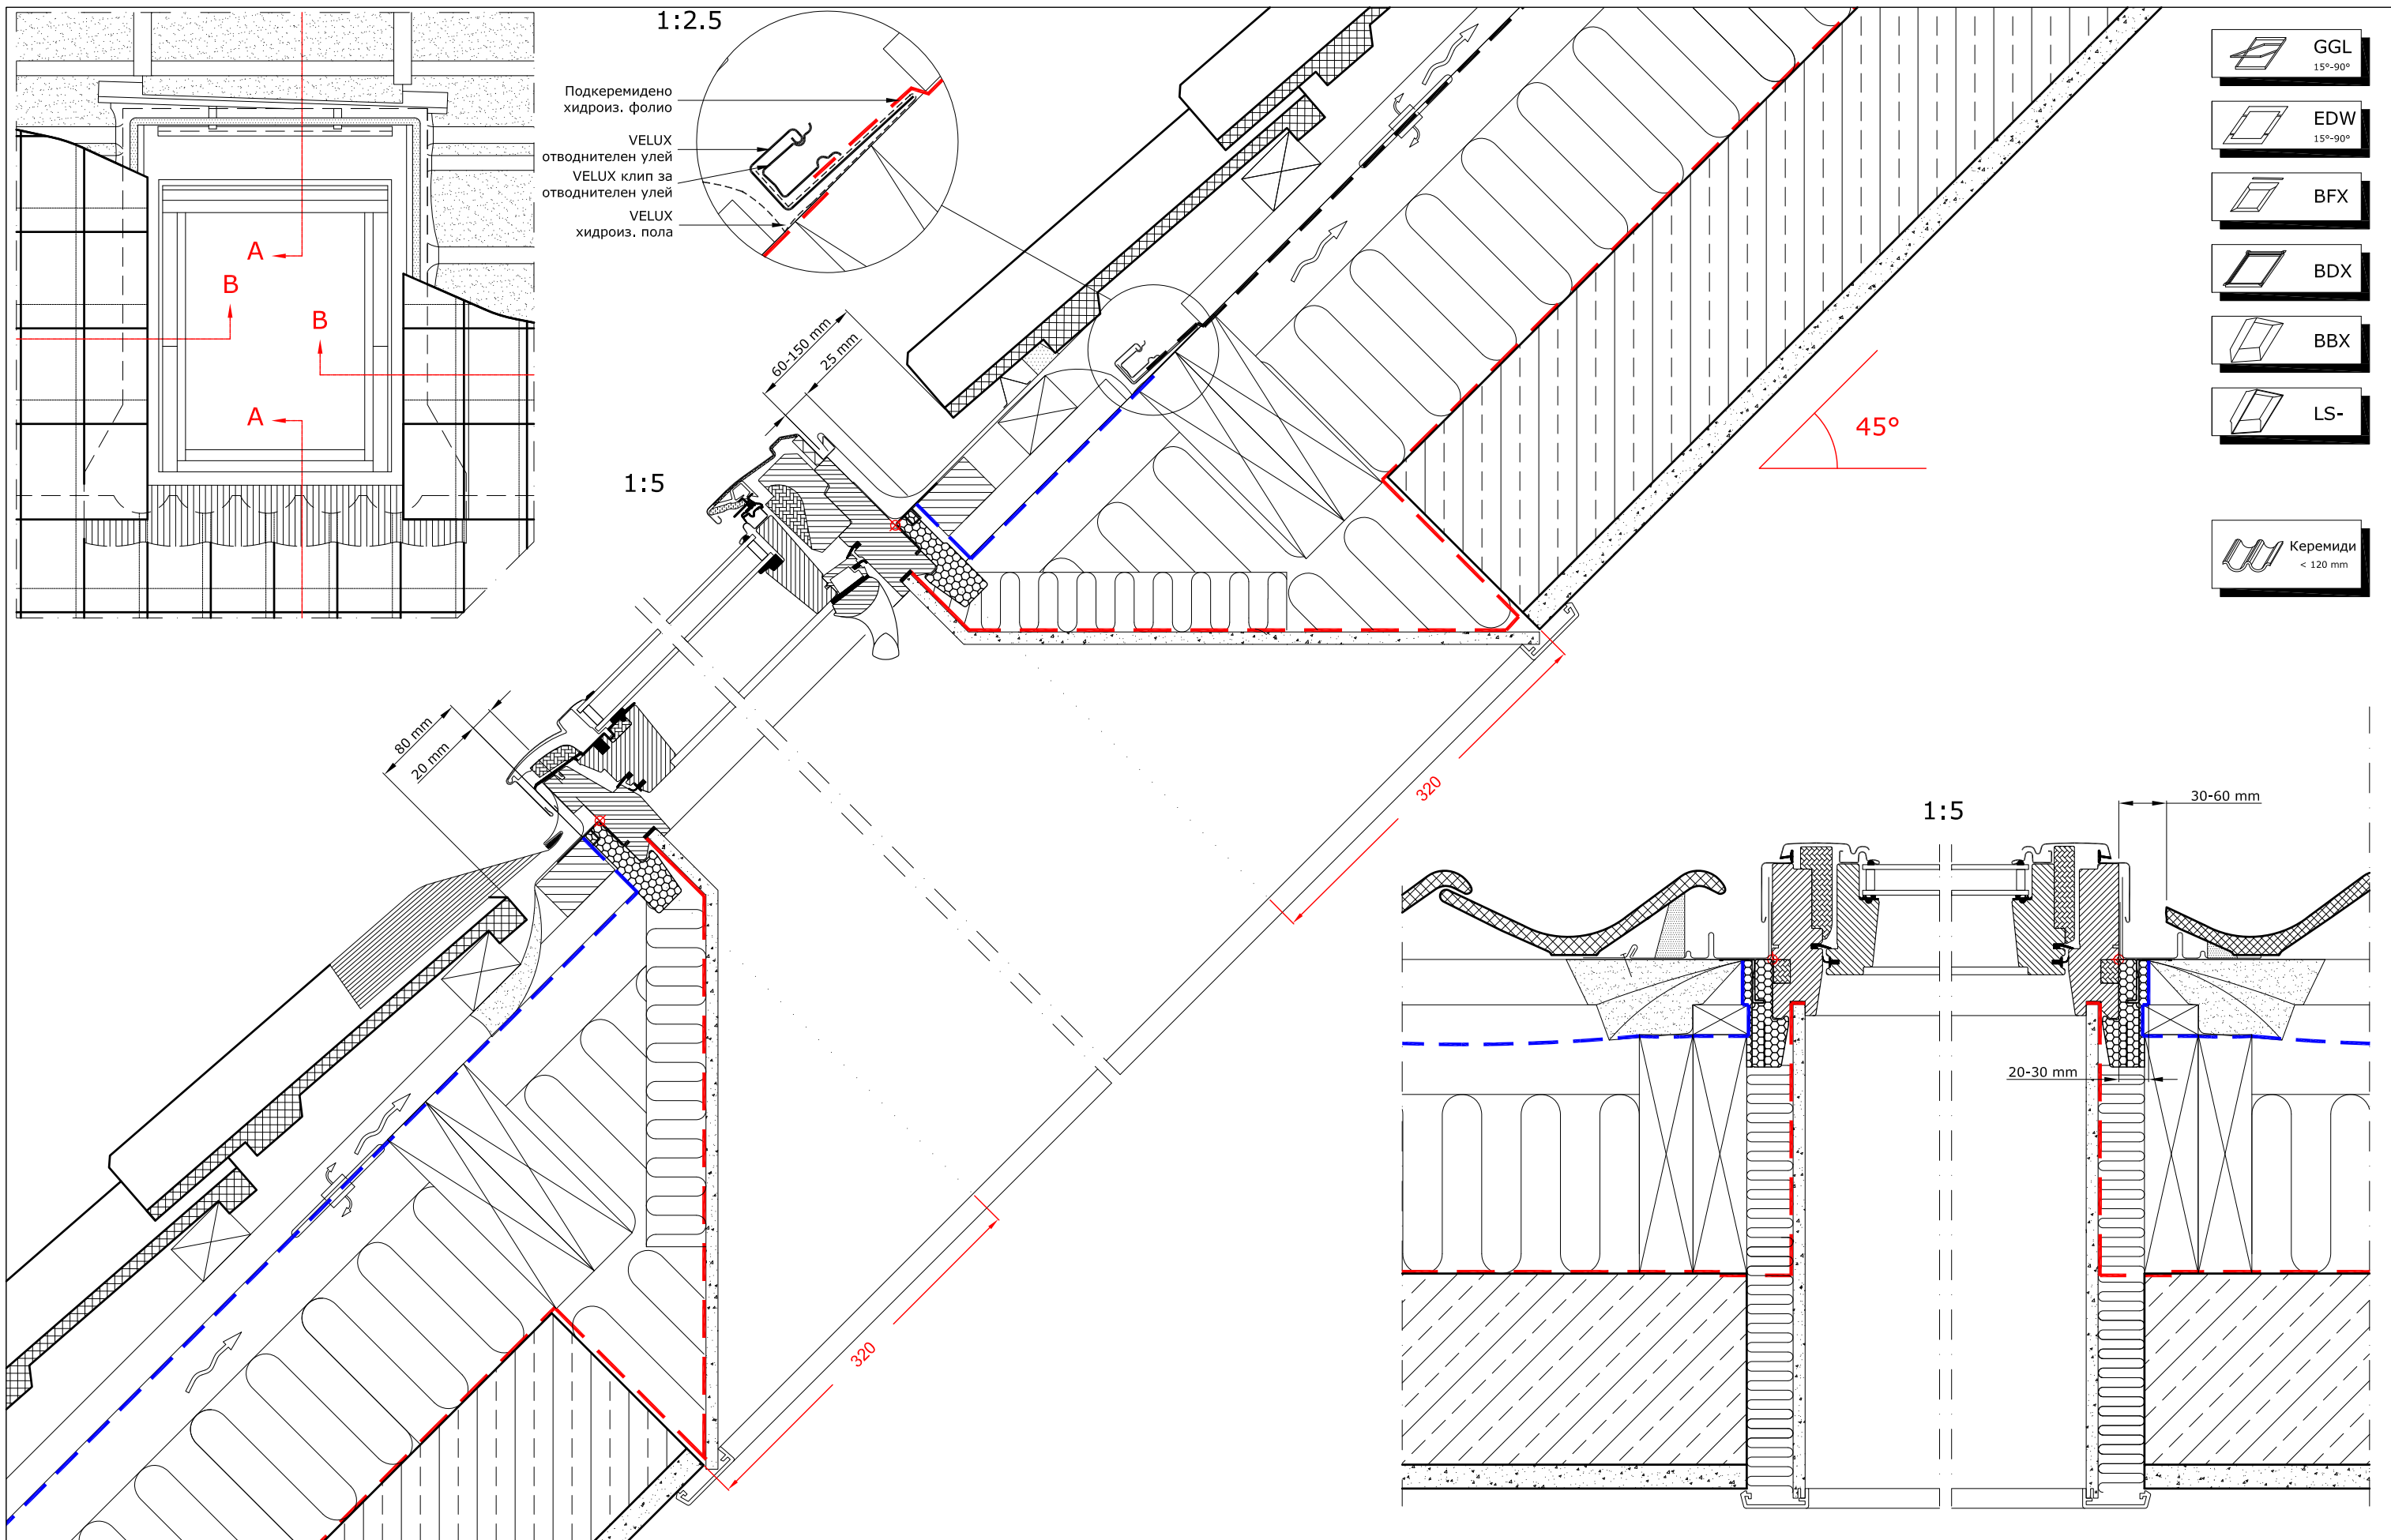 1:2.5
Подкеремидено
хидроиз. фолио
VELUX
отводнителен улей
VELUX клип за
отводнителен улей
VELUX
хидроиз. пола
A
B
B
A
60-150 mm
25 mm
1:5
80 mm
20 mm
45°
320
320
GGL
15°-90°
EDW
15°-90°
BFX
BDX
BBX
LS-
Керемиди
< 120 mm
1:5
30-60 mm
20-30 mm